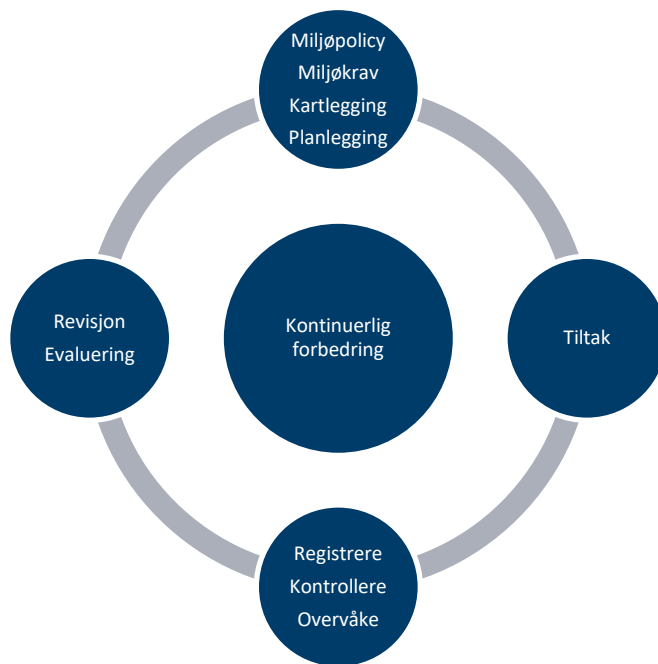 Miljøpolicy
Miljøkrav
Kartlegging
Planlegging
Revisjon
Evaluering
Kontinuerlig
forbedring
Tiltak
Registrere
Kontrollere
Overvåke